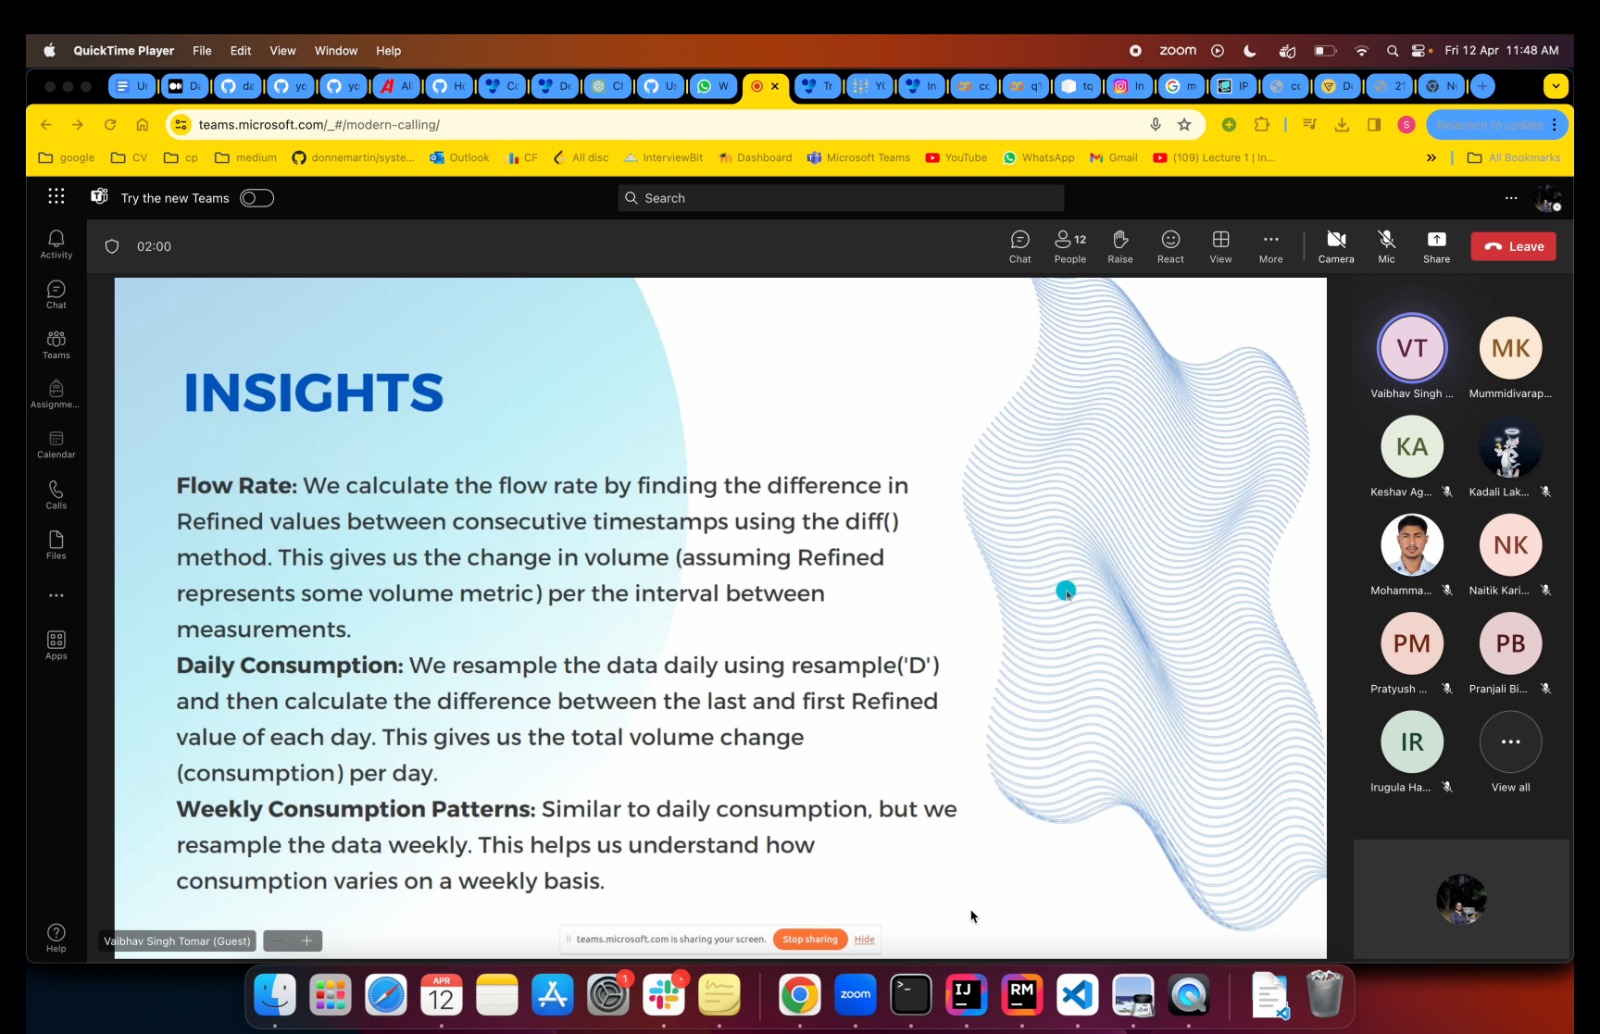 QuickTime Player File Edit View Window Help
zoom Fri 12 Apr 11:48 AM
teams.microsoft.com/_#/modern-calling/
S Relaunch to update
google CV cp medium donnemartin/syste... Outlook CF All disc InterviewBit Dashboard Microsoft Teams YouTube WhatsApp Gmail (109) Lecture 1 | In... » All Bookmarks
Try the new Teams
Search
Activity
Chat
Teams
Assignme...
Calendar
Calls
Files
Apps
Help
02:00
Chat
12
People
Raise
React
View
More
Camera
Mic
Share
Leave
INSIGHTS
Flow Rate: We calculate the flow rate by finding the difference in
Refined values between consecutive timestamps using the diff()
method. This gives us the change in volume (assuming Refined
represents some volume metric) per the interval between
measurements.
Daily Consumption: We resample the data daily using resample('D')
and then calculate the difference between the last and first Refined
value of each day. This gives us the total volume change
(consumption) per day.
Weekly Consumption Patterns: Similar to daily consumption, but we
resample the data weekly. This helps us understand how
consumption varies on a weekly basis.
Vaibhav Singh Tomar (Guest)
teams.microsoft.com is sharing your screen. Stop sharing Hide
VT MK
Vaibhav Singh ... Mummidivarap...
KA
Keshav Ag... Kadali Lak...
NK
Mohamma... Naitik Kari...
PM PB
Pratyush ... Pranjali Bi...
IR
Irugula Ha... View all
APR
12
1
zoom
IJ
RM